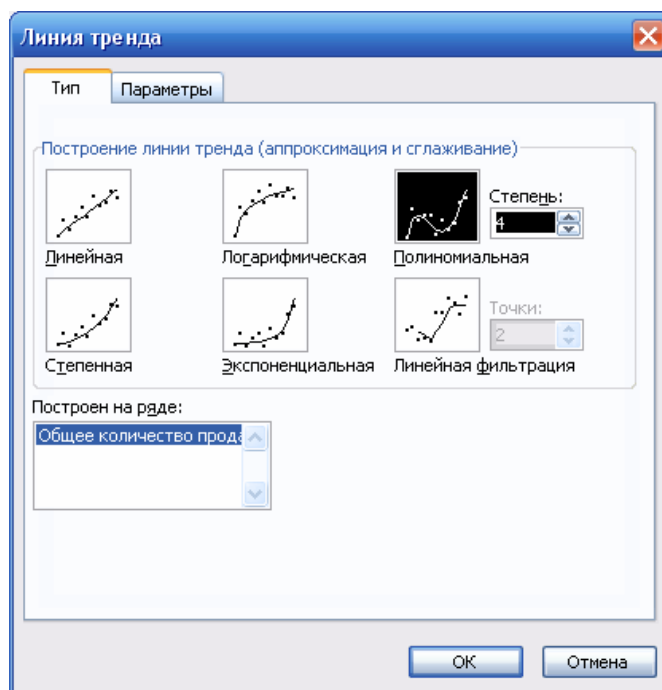 Линия тренда
Тип Параметры
Построение линии тренда (аппроксимация и сглаживание)
Степень:
4
Линейная Логарифмическая Полиномиальная
Точки:
2
Степенная Экспоненциальная Линейная фильтрация
Построен на ряде:
Общее количество прода
ОК Отмена